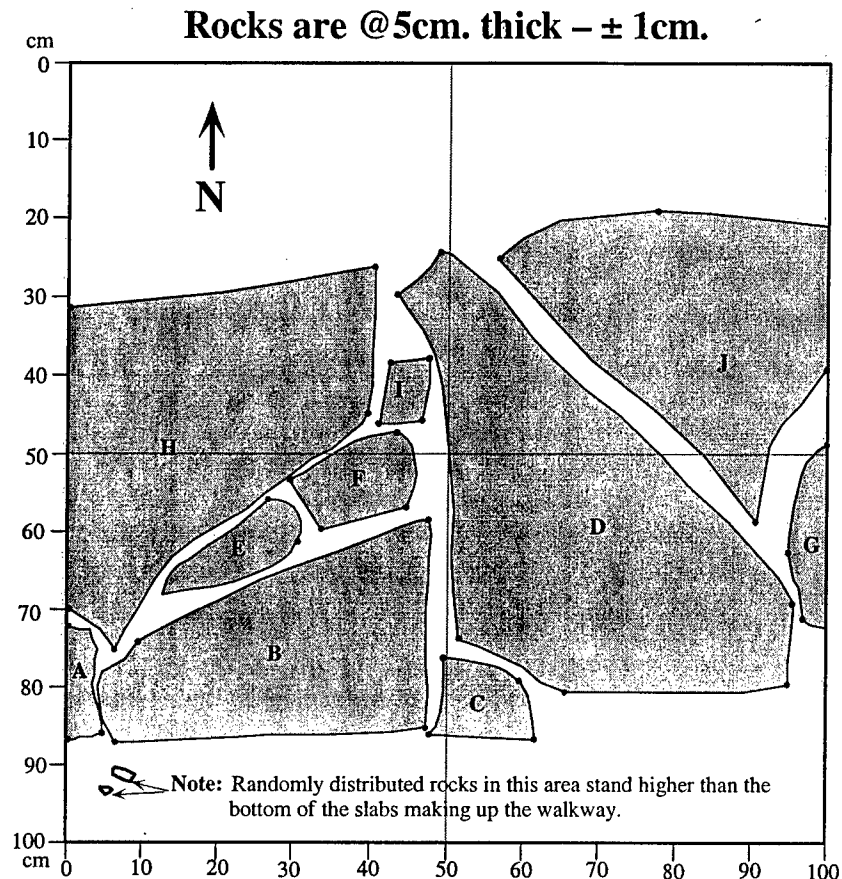 Rocks are @5cm. thick – ± 1cm.
cm
0
10
20
30
40
50
60
70
80
90
100
cm
N
J
I
H
F
E
D
G
B
A
C
Note: Randomly distributed rocks in this area stand higher than the
bottom of the slabs making up the walkway.
0 10 20 30 40 50 60 70 80 90 100